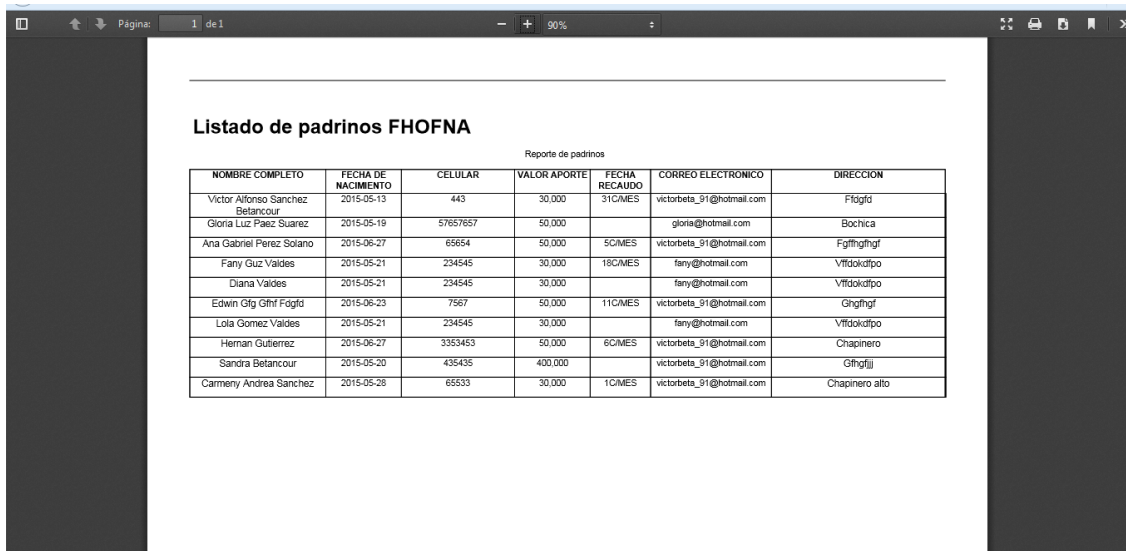 Página: 1 de 1 − + 90%
Listado de padrinos FHOFNA
Reporte de padrinos
NOMBRE COMPLETO FECHA DE NACIMIENTO CELULAR VALOR APORTE FECHA RECAUDO CORREO ELECTRONICO DIRECCION
Victor Alfonso Sanchez Betancour 2015-05-13 443 30,000 31C/MES victorbeta_91@hotmail.com Ffdgfd
Gloria Luz Paez Suarez 2015-05-19 57657657 50,000 gloria@hotmail.com Bochica
Ana Gabriel Perez Solano 2015-06-27 65654 50,000 5C/MES victorbeta_91@hotmail.com Fgffhgfhgf
Fany Guz Valdes 2015-05-21 234545 30,000 18C/MES fany@hotmail.com Vffdokdfpo
Diana Valdes 2015-05-21 234545 30,000 fany@hotmail.com Vffdokdfpo
Edwin Gfg Gfhf Fdgfd 2015-06-23 7567 50,000 11C/MES victorbeta_91@hotmail.com Ghgfhgf
Lola Gomez Valdes 2015-05-21 234545 30,000 fany@hotmail.com Vffdokdfpo
Hernan Gutierrez 2015-06-27 3353453 50,000 6C/MES victorbeta_91@hotmail.com Chapinero
Sandra Betancour 2015-05-20 435435 400,000 victorbeta_91@hotmail.com Gfhgfjjj
Carmeny Andrea Sanchez 2015-05-28 65533 30,000 1C/MES victorbeta_91@hotmail.com Chapinero alto